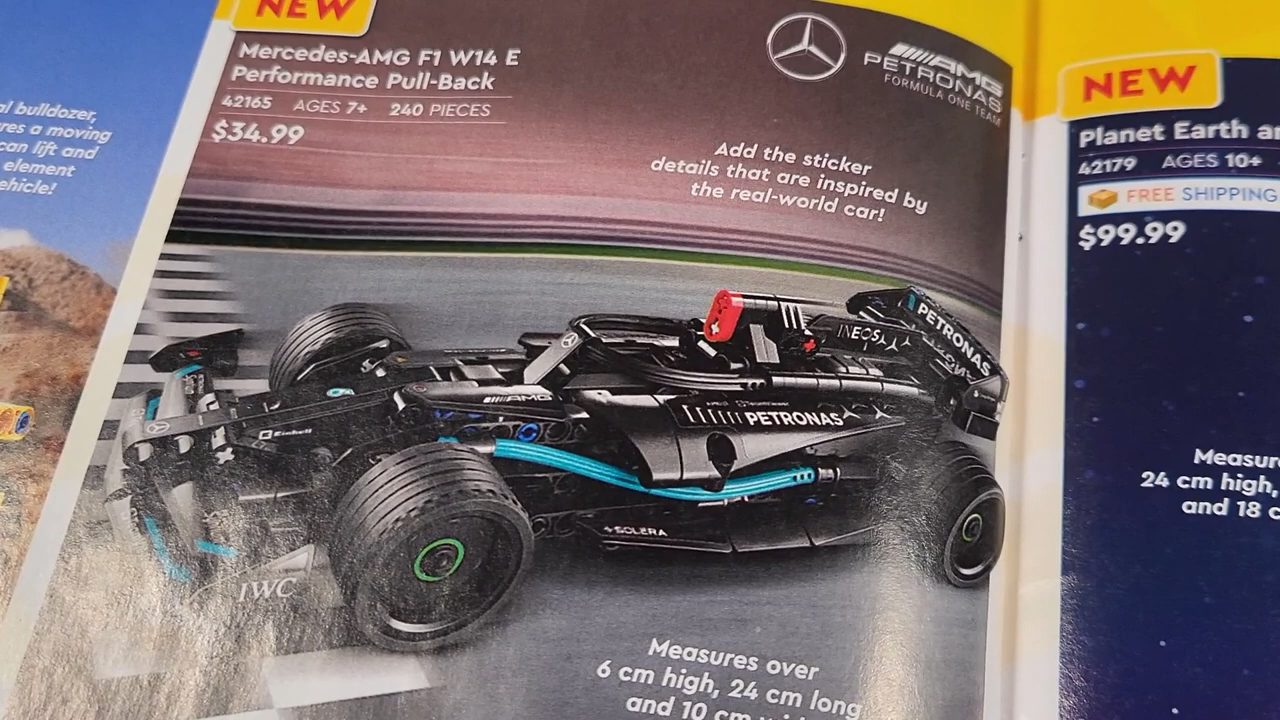 al bulldozer,
res a moving
can lift and
element
ehicle!
NEW
Mercedes-AMG F1 W14 E
Performance Pull-Back
42165 AGES 7+ 240 PIECES
$34.99
AMG
PETRONAS
FORMULA ONE TEAM
Add the sticker
details that are inspired by
the real-world car!
PETRONAS
INEOS
AMG
PETRONAS
Einhell
SOLERA
IWC
Measures over
6 cm high, 24 cm long
and 10 cm
NEW
Planet Earth
42179 AGES 10+
FREE SHIPPING
$99.99
Measur
24 cm high,
and 18 c